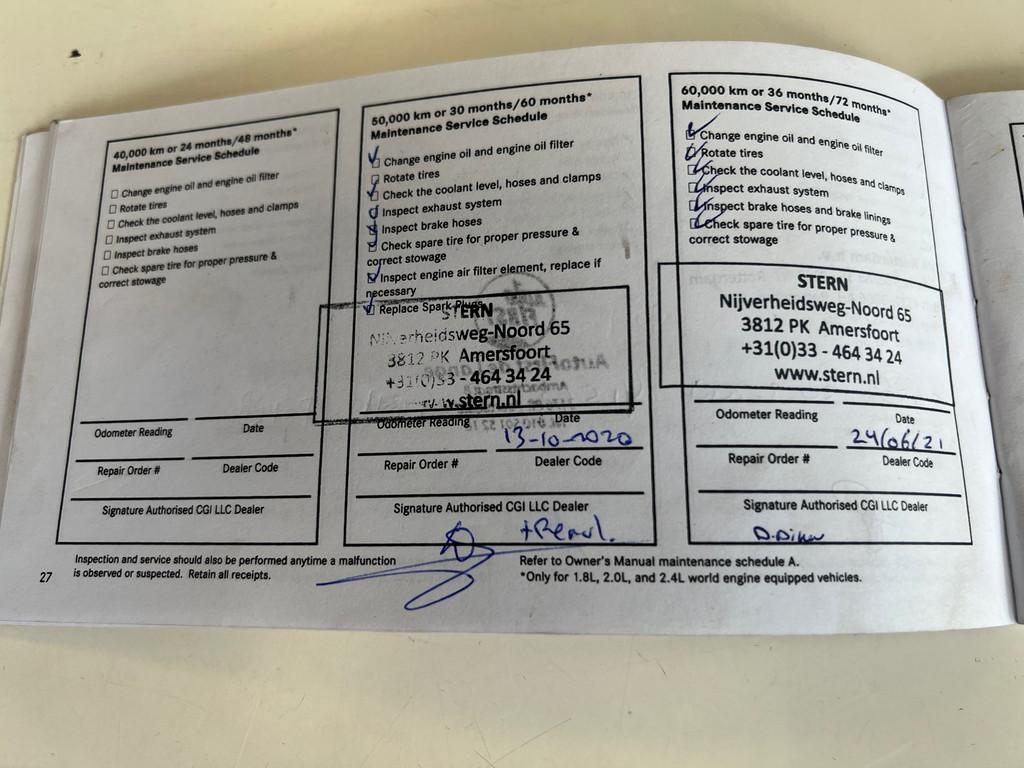 40,000 km or 24 months/48 months*
Maintenance Service Schedule
Change engine oil and engine oil filter
Rotate tires
Check the coolant level, hoses and clamps
Inspect exhaust system
Inspect brake hoses
Check spare tire for proper pressure &
correct stowage
Odometer Reading
Date
Repair Order #
Dealer Code
Signature Authorised CGI LLC Dealer
50,000 km or 30 months/60 months*
Maintenance Service Schedule
Change engine oil and engine oil filter
Rotate tires
Check the coolant level, hoses and clamps
Inspect exhaust system
Inspect brake hoses
Check spare tire for proper pressure &
correct stowage
Inspect engine air filter element, replace if
necessary
Replace Spark Plugs
STERN
Nijverheidsweg-Noord 65
3812 PK Amersfoort
+31(0)33 - 464 34 24
www.stern.nl
Odometer Reading
Date
13-10-2020
Repair Order #
Dealer Code
Signature Authorised CGI LLC Dealer
60,000 km or 36 months/72 months*
Maintenance Service Schedule
Change engine oil and engine oil filter
Rotate tires
Check the coolant level, hoses and clamps
Inspect exhaust system
Inspect brake hoses and brake linings
Check spare tire for proper pressure &
correct stowage
STERN
Nijverheidsweg-Noord 65
3812 PK Amersfoort
+31(0)33 - 464 34 24
www.stern.nl
Odometer Reading
Date
24/06/21
Repair Order #
Dealer Code
Signature Authorised CGI LLC Dealer
Inspection and service should also be performed anytime a malfunction
is observed or suspected. Retain all receipts.
Refer to Owner's Manual maintenance schedule A.
*Only for 1.8L, 2.0L, and 2.4L world engine equipped vehicles.
27